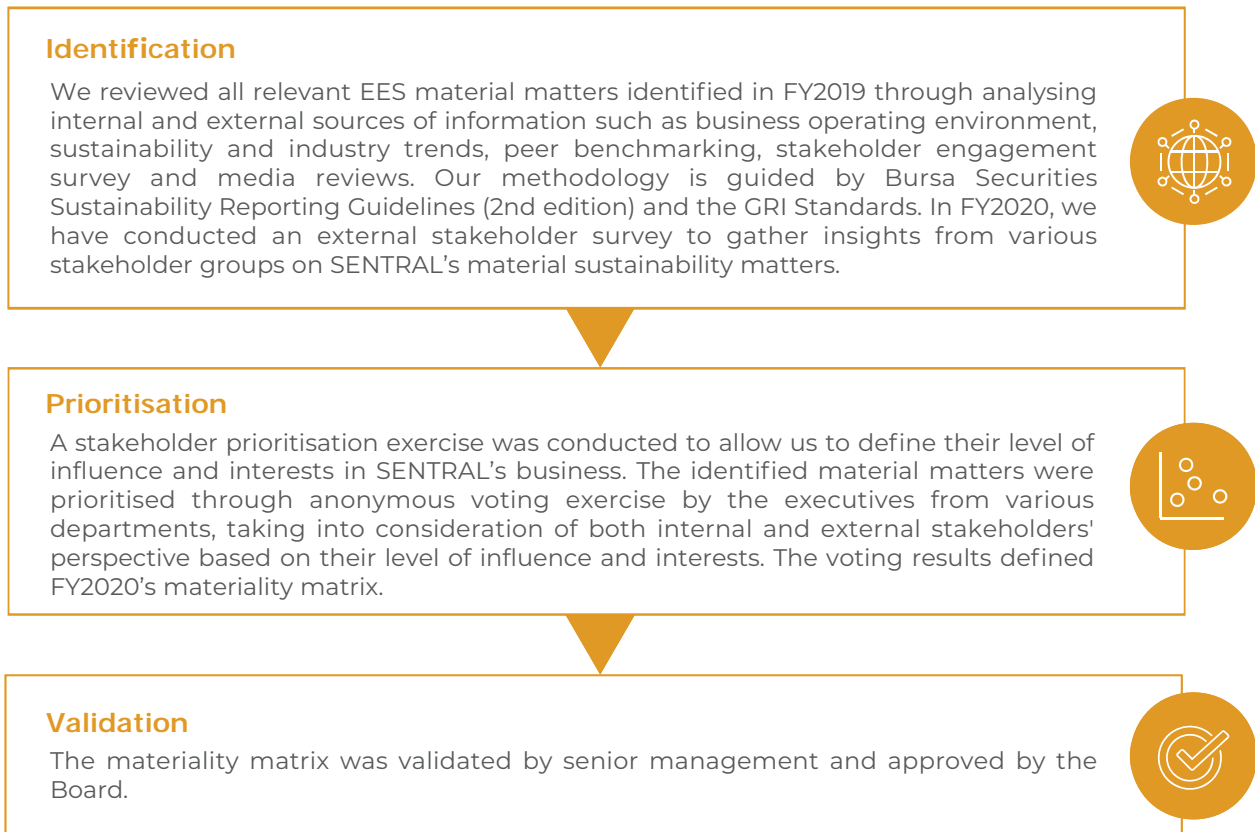 Identification
We reviewed all relevant EES material matters identified in FY2019 through analysing
internal and external sources of information such as business operating environment,
sustainability and industry trends, peer benchmarking, stakeholder engagement
survey and media reviews. Our methodology is guided by Bursa Securities
Sustainability Reporting Guidelines (2nd edition) and the GRI Standards. In FY2020, we
have conducted an external stakeholder survey to gather insights from various
stakeholder groups on SENTRAL’s material sustainability matters.
Prioritisation
A stakeholder prioritisation exercise was conducted to allow us to define their level of
influence and interests in SENTRAL’s business. The identified material matters were
prioritised through anonymous voting exercise by the executives from various
departments, taking into consideration of both internal and external stakeholders'
perspective based on their level of influence and interests. The voting results defined
FY2020’s materiality matrix.
Validation
The materiality matrix was validated by senior management and approved by the
Board.